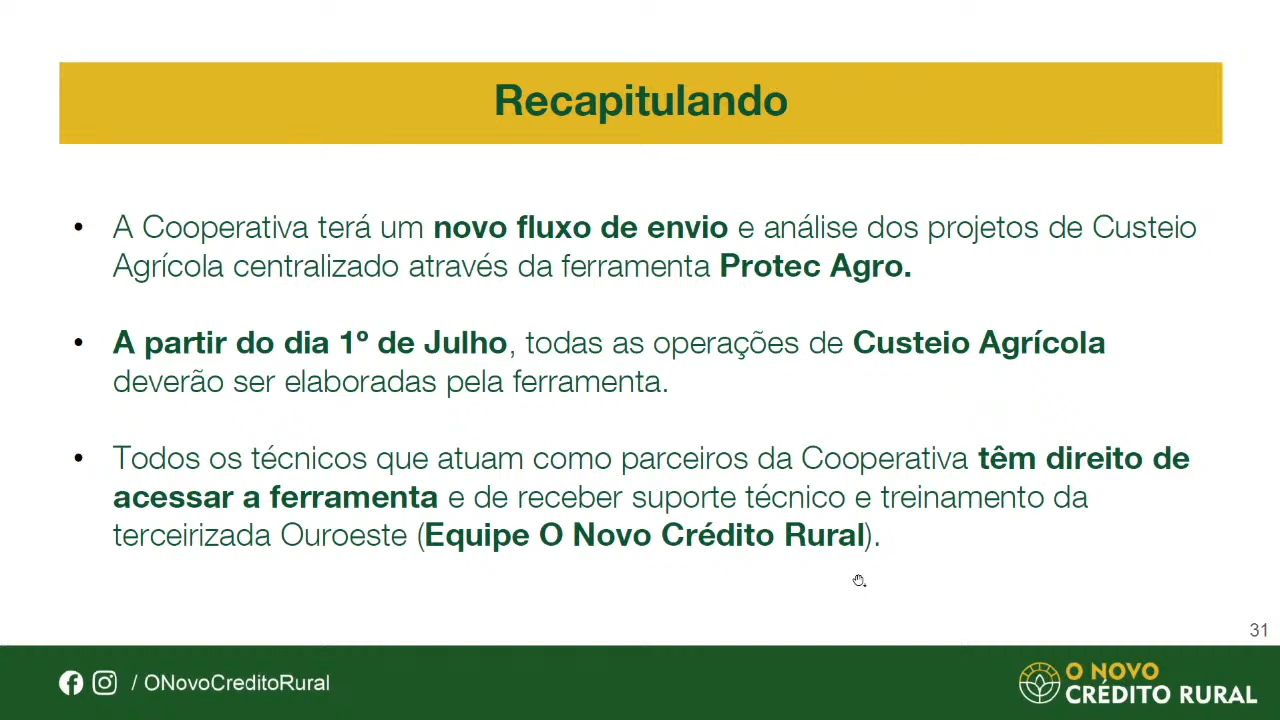 Recapitulando
• A Cooperativa terá um novo fluxo de envio e análise dos projetos de Custeio
Agrícola centralizado através da ferramenta Protec Agro.
• A partir do dia 1º de Julho, todas as operações de Custeio Agrícola
deverão ser elaboradas pela ferramenta.
• Todos os técnicos que atuam como parceiros da Cooperativa têm direito de
acessar a ferramenta e de receber suporte técnico e treinamento da
terceirizada Ouroeste (Equipe O Novo Crédito Rural).
31
/ ONovoCreditoRural
O NOVO
CRÉDITO RURAL